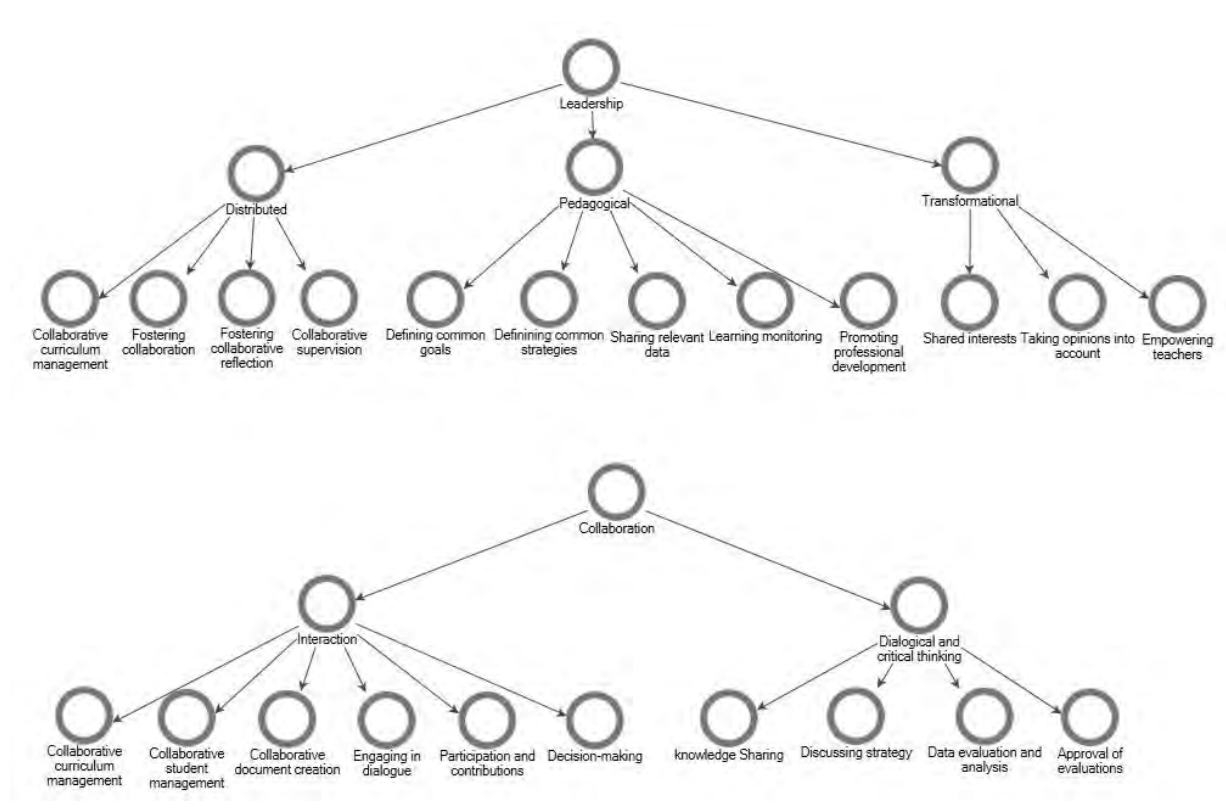 Leadership
Distributed
Pedagogical
Transformational
Collaborative
curriculum
management
Fostering
collaboration
Fostering
collaborative
reflection
Collaborative
supervision
Defining common
goals
Definining common
strategies
Sharing relevant
data
Learning monitoring
Promoting
professional
development
Shared interests
Taking opinions into
account
Empowering
teachers
Collaboration
Interaction
Dialogical and
critical thinking
Collaborative
curriculum
management
Collaborative
student
management
Collaborative
document creation
Engaging in
dialogue
Participation and
contributions
Decision-making
knowledge Sharing
Discussing strategy
Data evaluation and
analysis
Approval of
evaluations